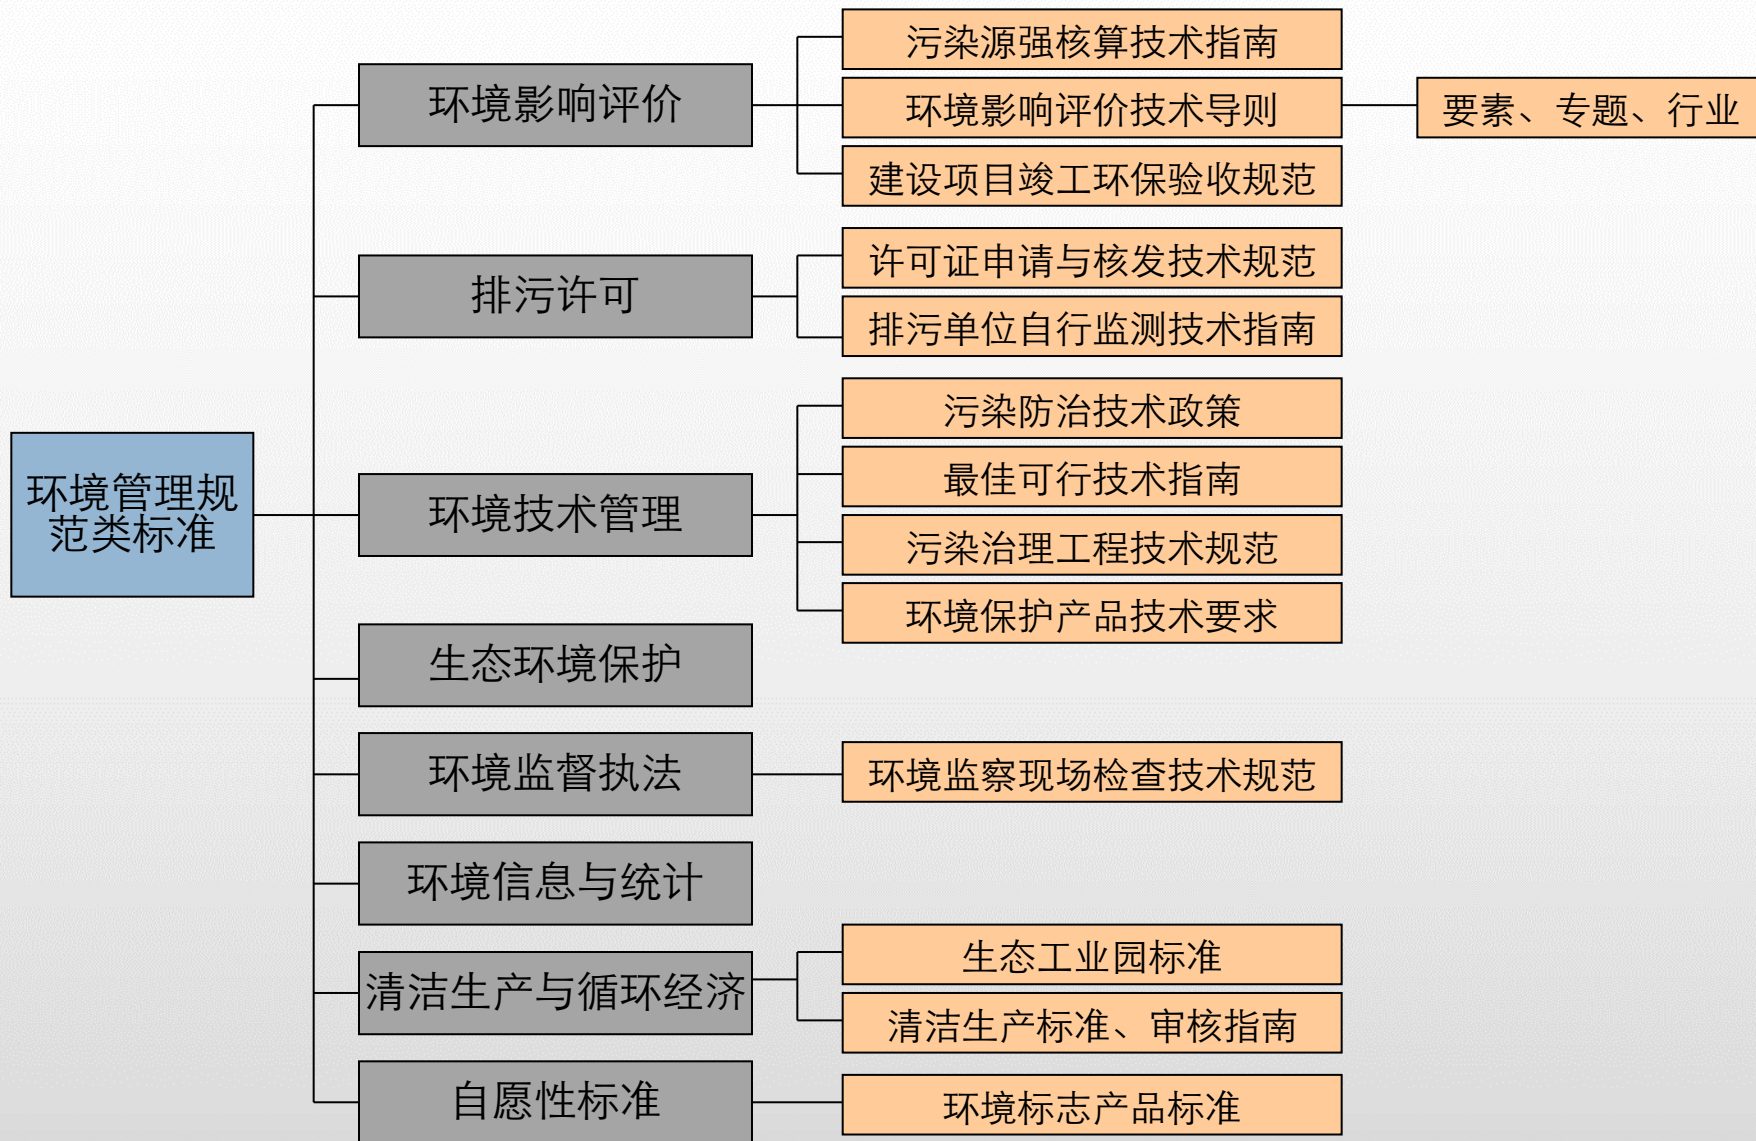 环境管理规
范类标准
环境影响评价
污染源强核算技术指南
环境影响评价技术导则
要素、专题、行业
建设项目竣工环保验收规范
排污许可
许可证申请与核发技术规范
排污单位自行监测技术指南
环境技术管理
污染防治技术政策
最佳可行技术指南
污染治理工程技术规范
环境保护产品技术要求
生态环境保护
环境监督执法
环境监察现场检查技术规范
环境信息与统计
清洁生产与循环经济
生态工业园标准
清洁生产标准、审核指南
自愿性标准
环境标志产品标准